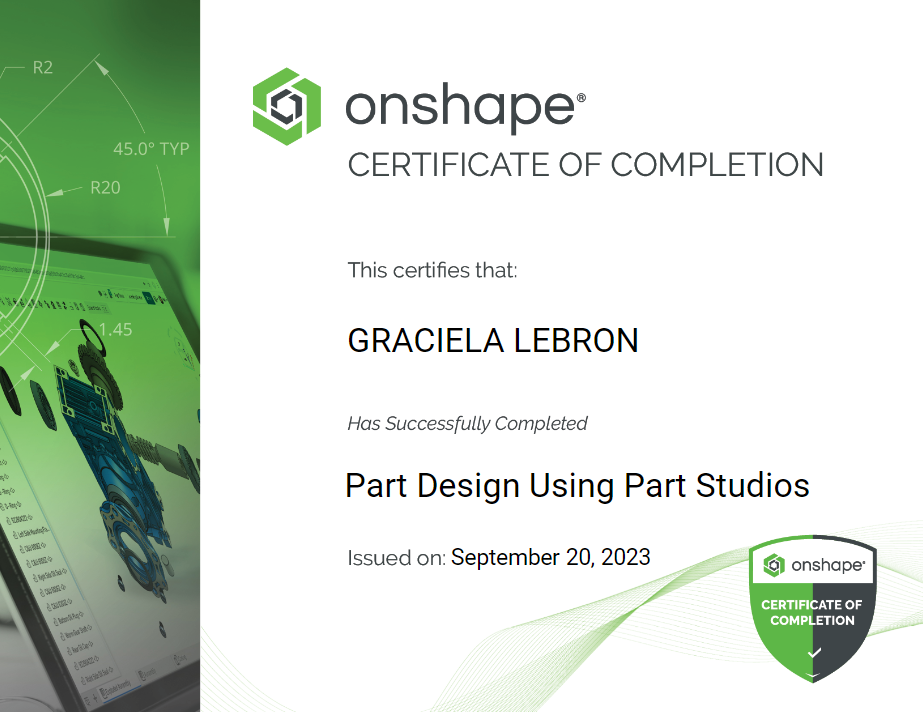 R2
45.0° TYP
R20
1.45
onshape®
CERTIFICATE OF COMPLETION
This certifies that:
GRACIELA LEBRON
Has Successfully Completed
Part Design Using Part Studios
Issued on: September 20, 2023
onshape®
CERTIFICATE OF
COMPLETION